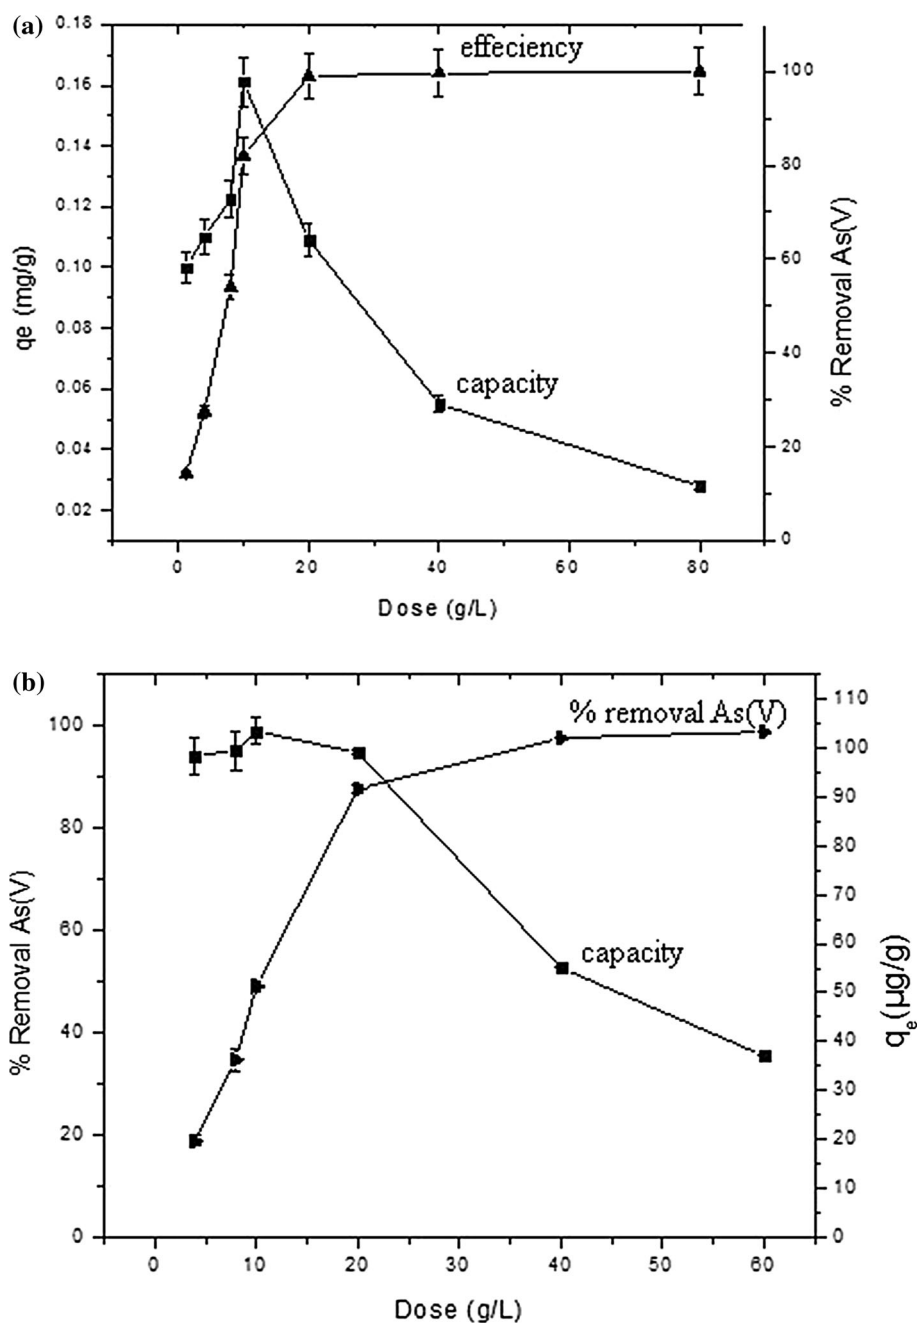 (a)
0.18
0.16
0.14
0.12
0.10
0.08
0.06
0.04
0.02
qe (mg/g)
effeciency
capacity
100
80
60
40
20
0
% Removal As(V)
0 20 40 60 80
Dose (g/L)
(b)
100
80
60
40
20
0
% Removal As(V)
% removal As(V)
capacity
110
100
90
80
70
60
50
40
30
20
10
0
qe (µg/g)
0 10 20 30 40 50 60
Dose (g/L)